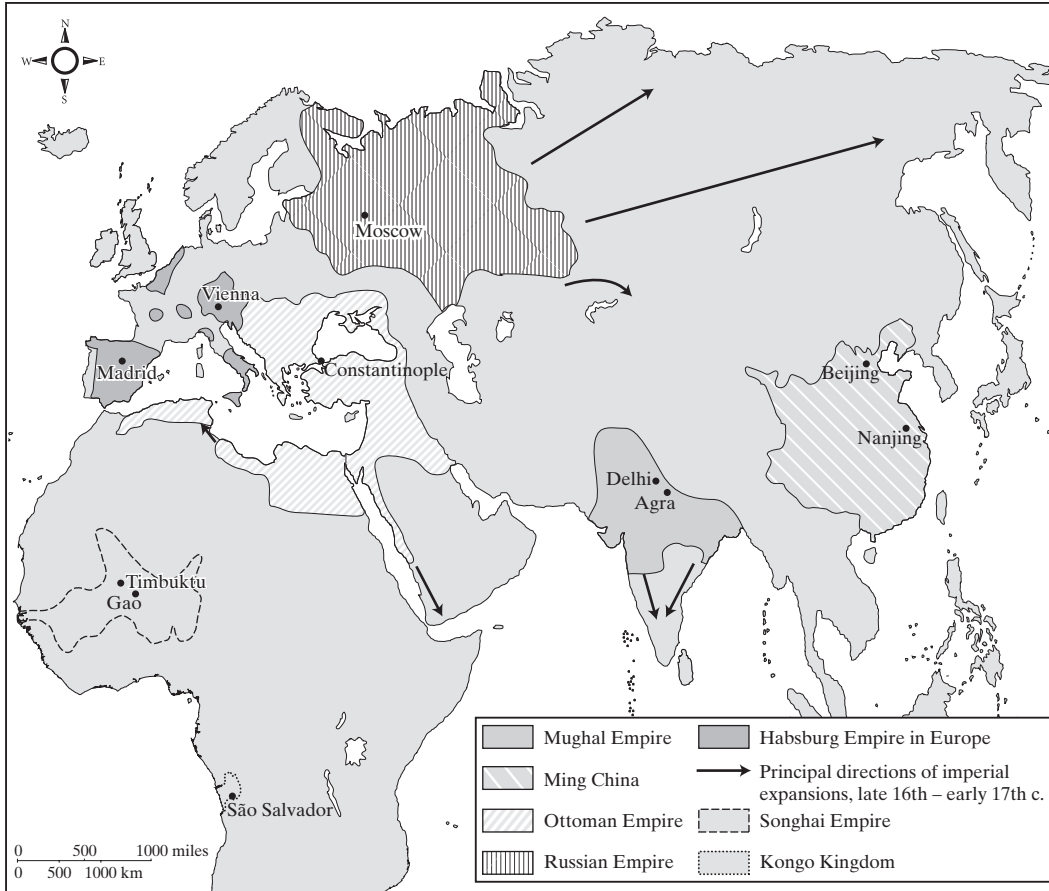 N
W E
S
Moscow
Vienna
Madrid
Constantinople
Beijing
Nanjing
Delhi
Agra
Timbuktu
Gao
São Salvador
0 500 1000 miles
0 500 1000 km
Mughal Empire
Ming China
Ottoman Empire
Russian Empire
Habsburg Empire in Europe
Principal directions of imperial
expansions, late 16th – early 17th c.
Songhai Empire
Kongo Kingdom